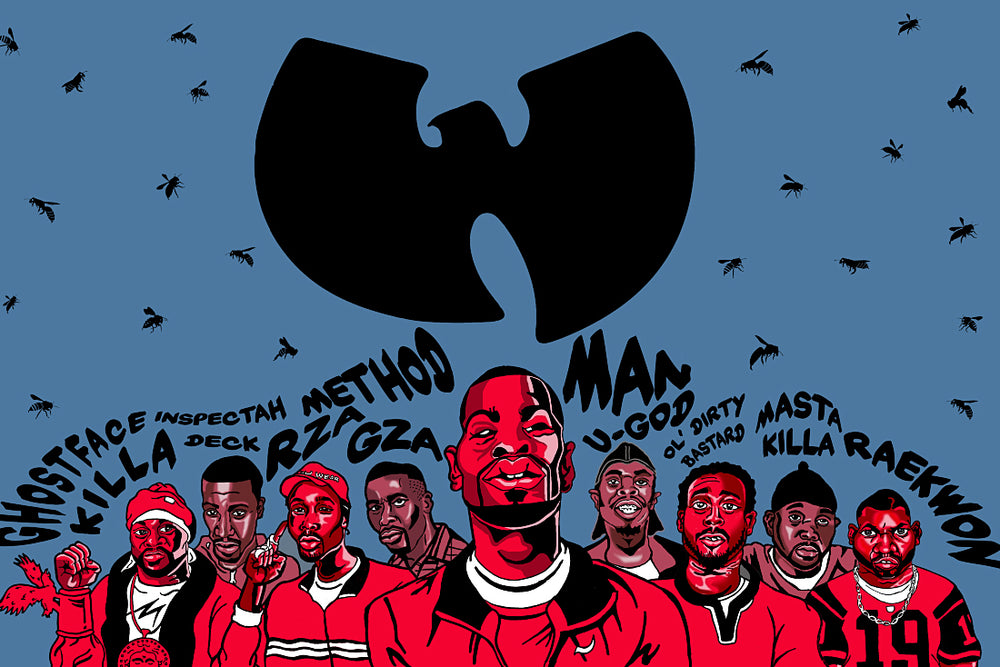 GHOSTFACE
KILLA
INSPECTAH
DECK
RZA
METHOD
MAN
GZA
U-GOD
OL' DIRTY
BASTARD
MASTA
KILLA
RAEKWON
19